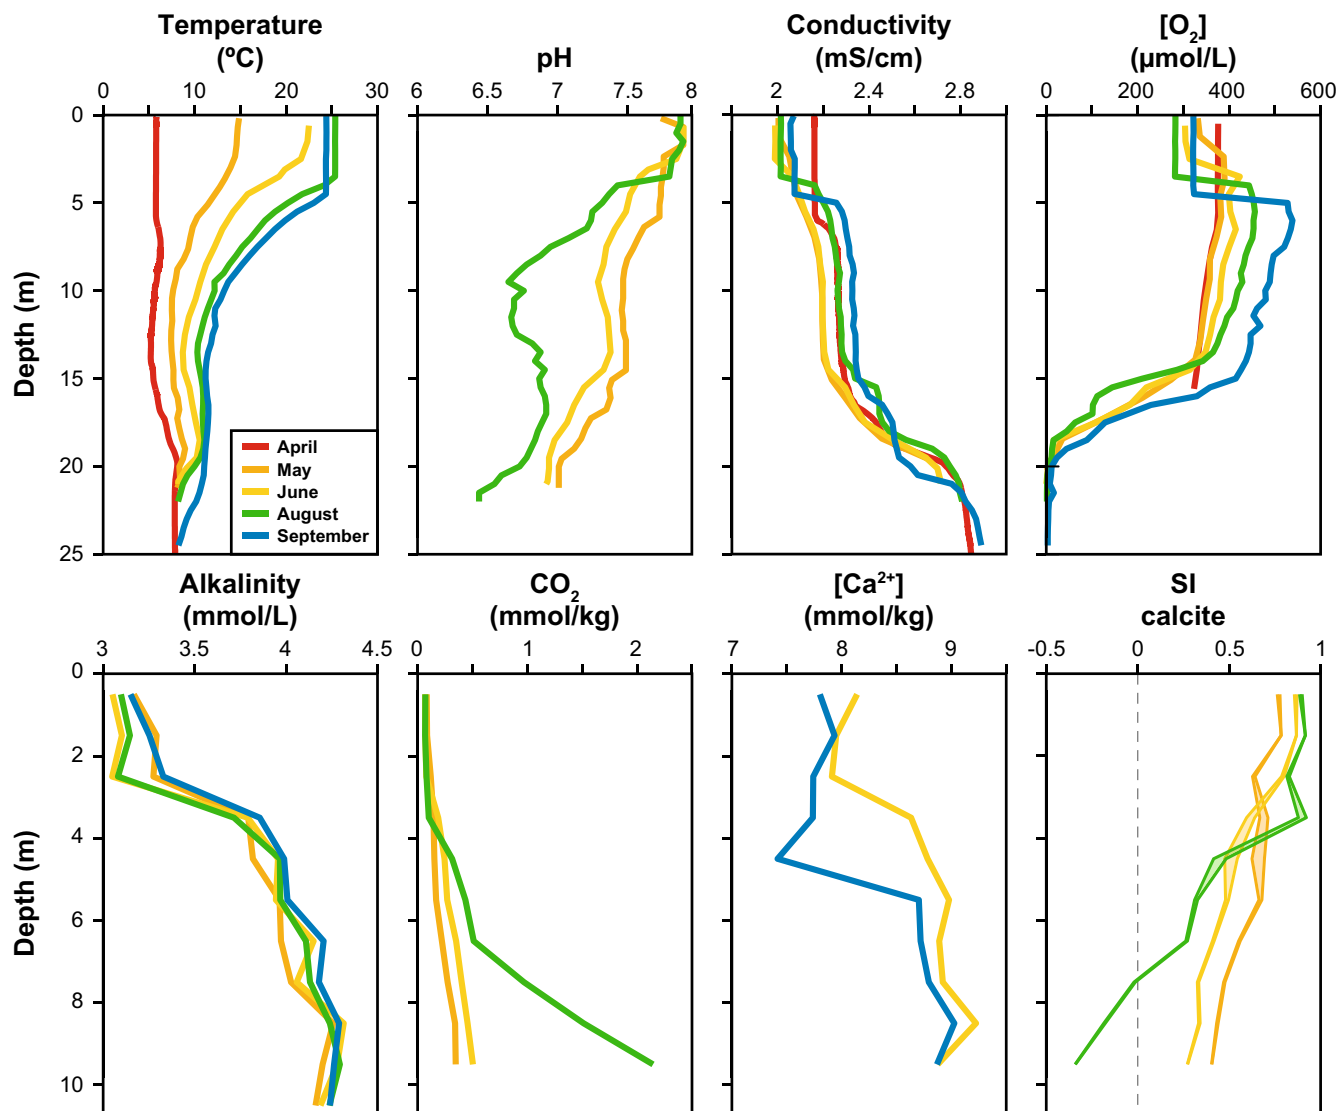 Temperature
(ºC)
pH
Conductivity
(mS/cm)
[O2]
(µmol/L)
0 10 20 30
6 6.5 7 7.5 8
2 2.4 2.8
0 200 400 600
Depth (m)
0
5
10
15
20
25
April
May
June
August
September
Alkalinity
(mmol/L)
CO2
(mmol/kg)
[Ca2+]
(mmol/kg)
SI
calcite
3 3.5 4 4.5
0 1 2
7 8 9
-0.5 0 0.5 1
Depth (m)
0
2
4
6
8
10